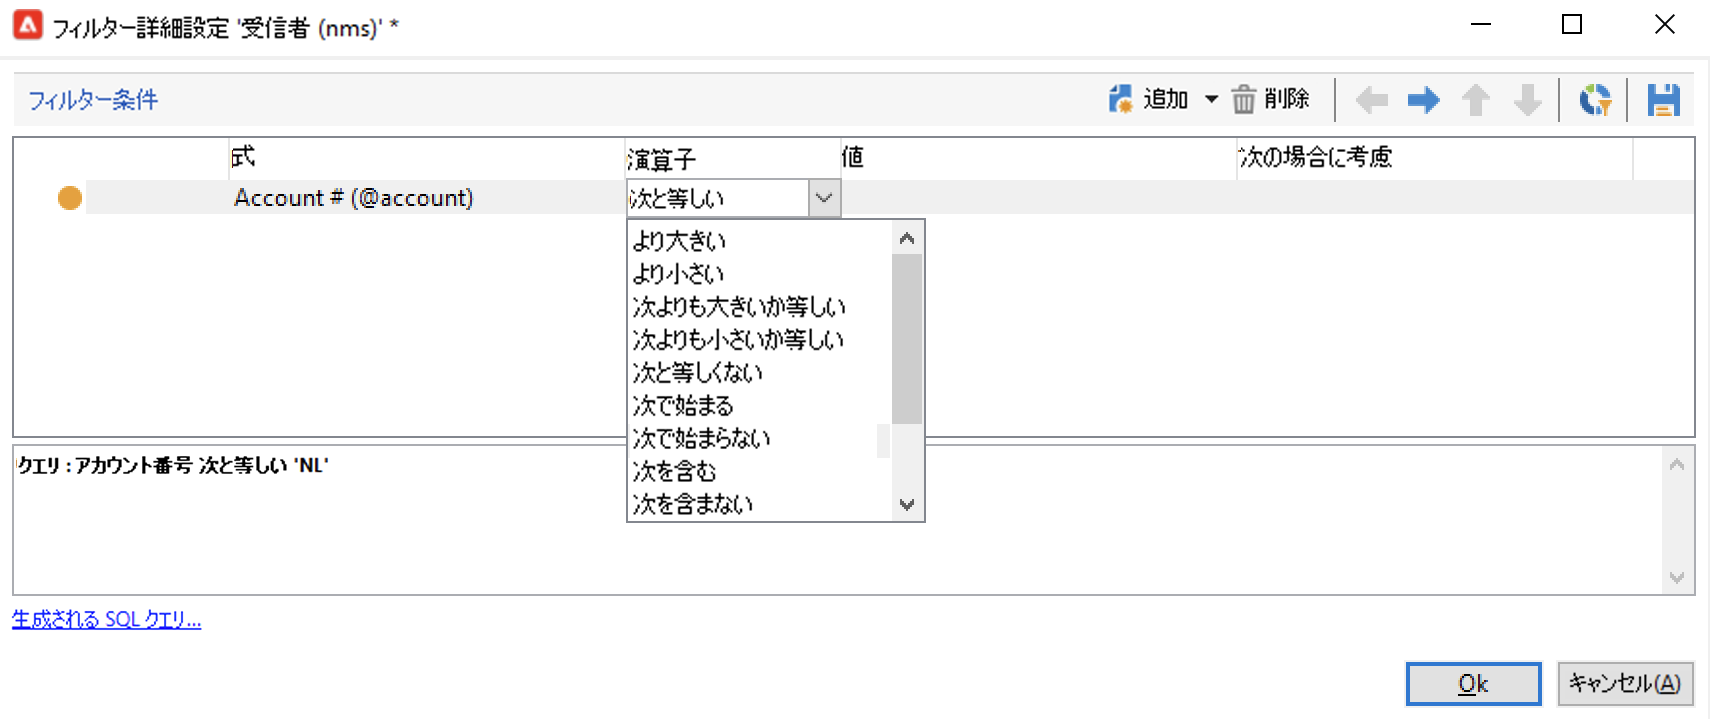 フィルター詳細設定 '受信者 (nms)' *
フィルター条件
追加
削除
式
演算子
値
次の場合に考慮
Account # (@account)
次と等しい
より大きい
より小さい
次よりも大きいか等しい
次よりも小さいか等しい
次と等しくない
次で始まる
次で始まらない
次を含む
次を含まない
クエリ : アカウント番号 次と等しい 'NL'
生成される SQL クエリ...
Ok
キャンセル(A)